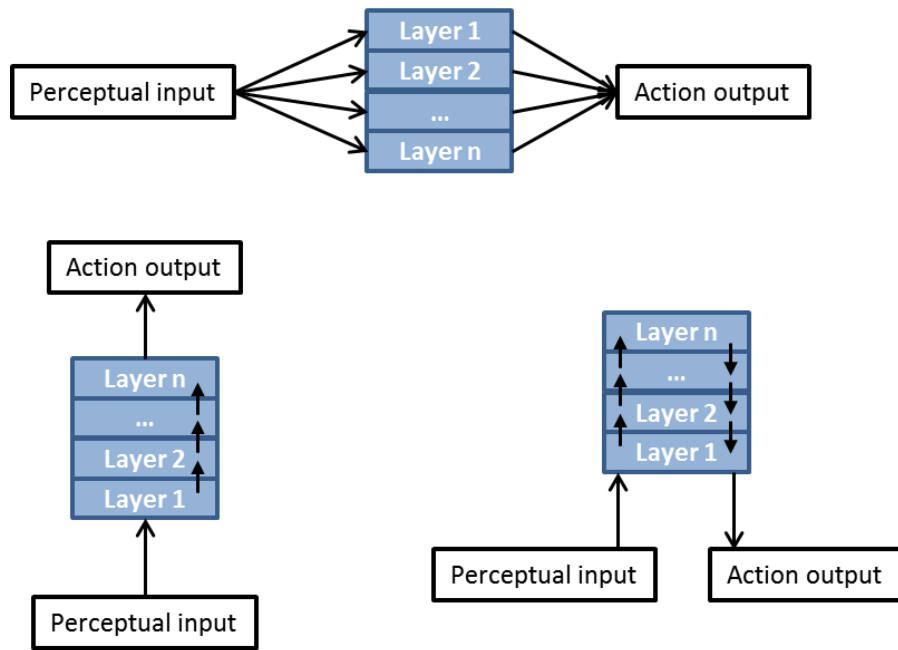 Layer 1
Perceptual input
Layer 2
Action output
...
Layer n
Action output
Layer n
...
Layer 2
Layer 1
Perceptual input
Layer n
...
Layer 2
Layer 1
Perceptual input
Action output